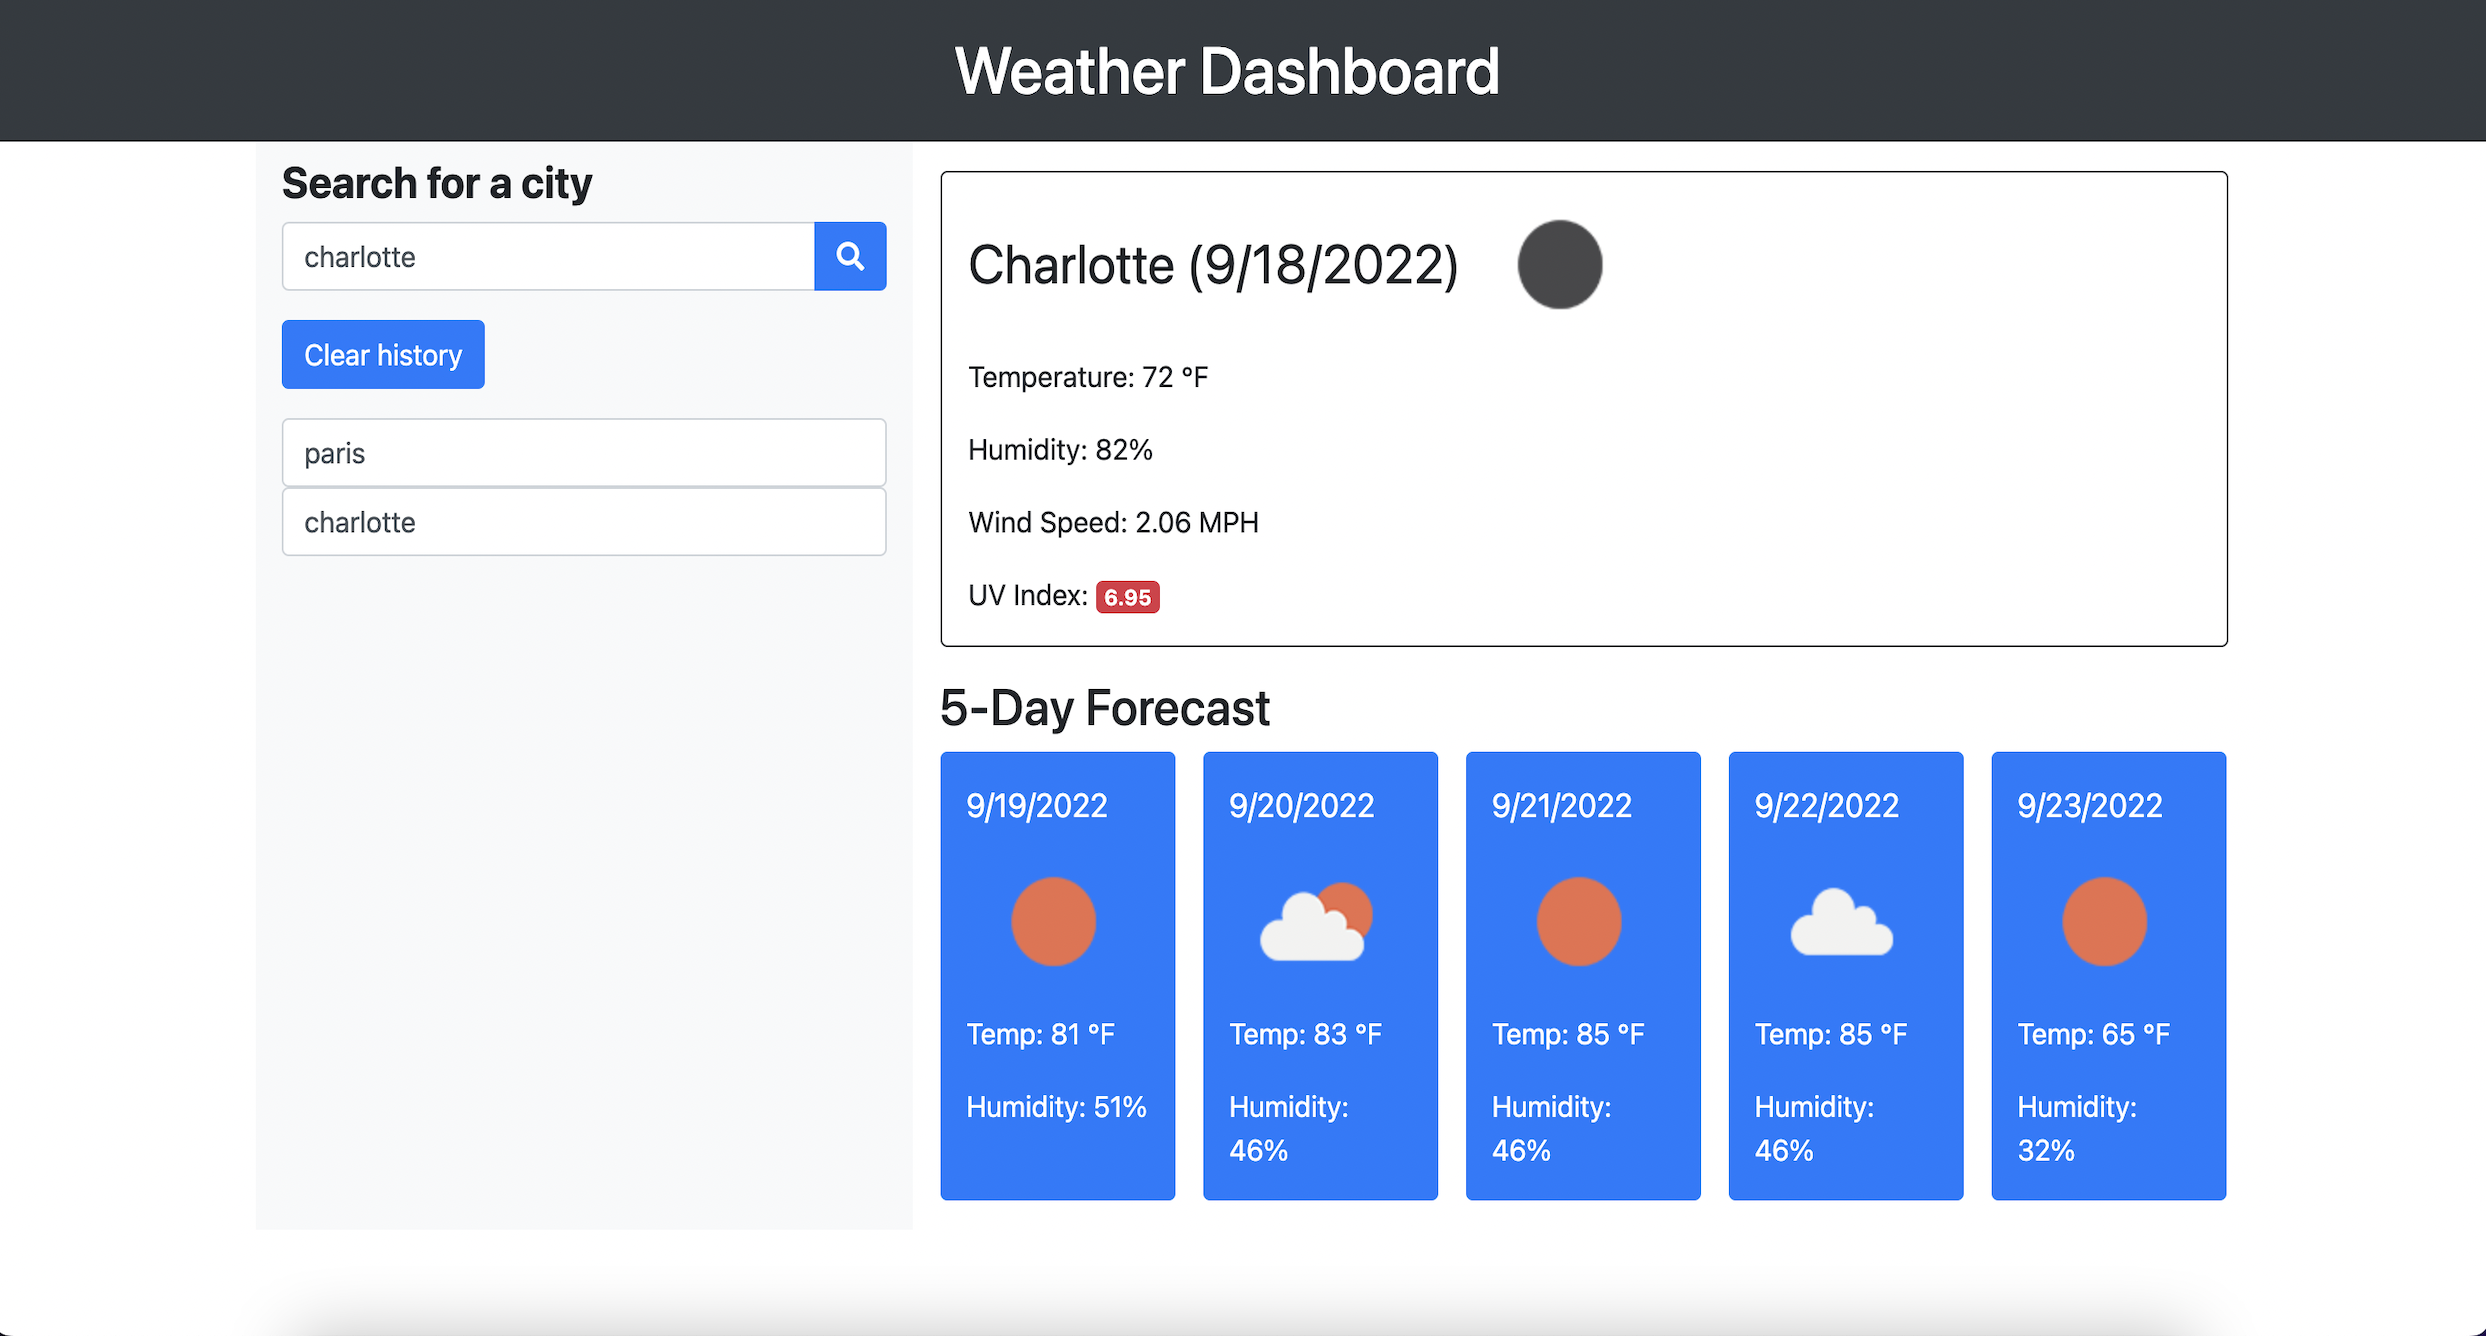 Weather Dashboard
Search for a city
charlotte
Clear history
paris
charlotte
Charlotte (9/18/2022)
Temperature: 72 °F
Humidity: 82%
Wind Speed: 2.06 MPH
UV Index: 6.95
5-Day Forecast
9/19/2022
Temp: 81 °F
Humidity: 51%
9/20/2022
Temp: 83 °F
Humidity:
46%
9/21/2022
Temp: 85 °F
Humidity:
46%
9/22/2022
Temp: 85 °F
Humidity:
46%
9/23/2022
Temp: 65 °F
Humidity:
32%